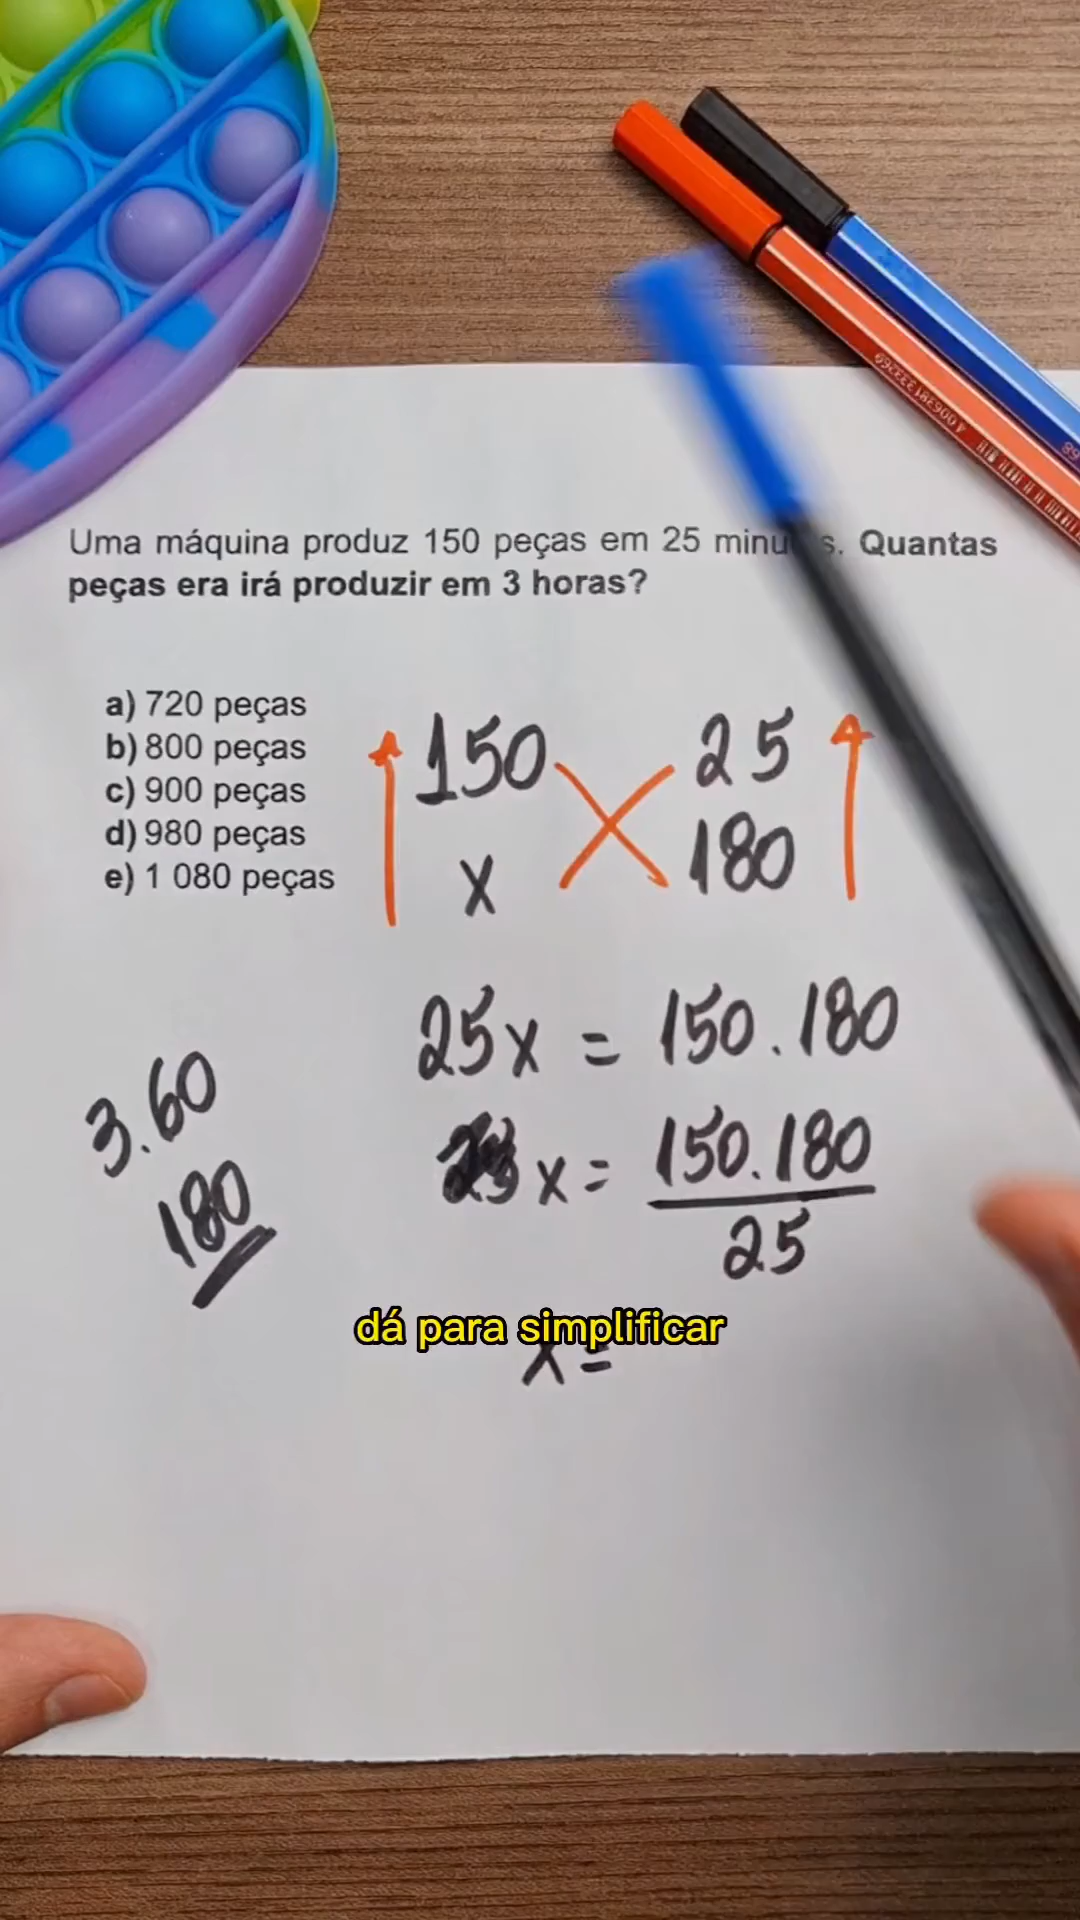 4006381333269
68
Uma máquina produz 150 peças em 25 minu s. Quantas
peças era irá produzir em 3 horas?
a) 720 peças
b) 800 peças
c) 900 peças
d) 980 peças
e) 1 080 peças
150 25
x 180
25x = 150.180
x = 150.180
25
3.60
180
dá para simplificar
x =